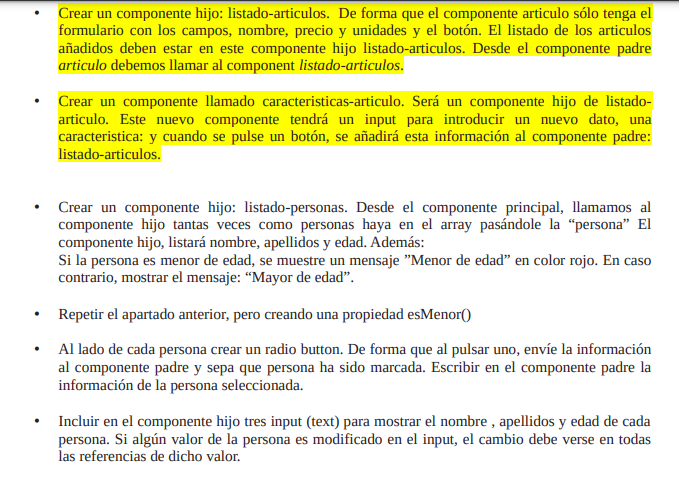 • Crear un componente hijo: listado-articulos. De forma que el componente articulo sólo tenga el
formulario con los campos, nombre, precio y unidades y el botón. El listado de los articulos
añadidos deben estar en este componente hijo listado-articulos. Desde el componente padre
articulo debemos llamar al component listado-articulos.
• Crear un componente llamado caracteristicas-articulo. Será un componente hijo de listado-
articulo. Este nuevo componente tendrá un input para introducir un nuevo dato, una
caracteristica: y cuando se pulse un botón, se añadirá esta información al componente padre:
listado-articulos.
• Crear un componente hijo: listado-personas. Desde el componente principal, llamamos al
componente hijo tantas veces como personas haya en el array pasándole la “persona” El
componente hijo, listará nombre, apellidos y edad. Además:
Si la persona es menor de edad, se muestre un mensaje ”Menor de edad” en color rojo. En caso
contrario, mostrar el mensaje: “Mayor de edad”.
• Repetir el apartado anterior, pero creando una propiedad esMenor()
• Al lado de cada persona crear un radio button. De forma que al pulsar uno, envíe la información
al componente padre y sepa que persona ha sido marcada. Escribir en el componente padre la
información de la persona seleccionada.
• Incluir en el componente hijo tres input (text) para mostrar el nombre , apellidos y edad de cada
persona. Si algún valor de la persona es modificado en el input, el cambio debe verse en todas
las referencias de dicho valor.